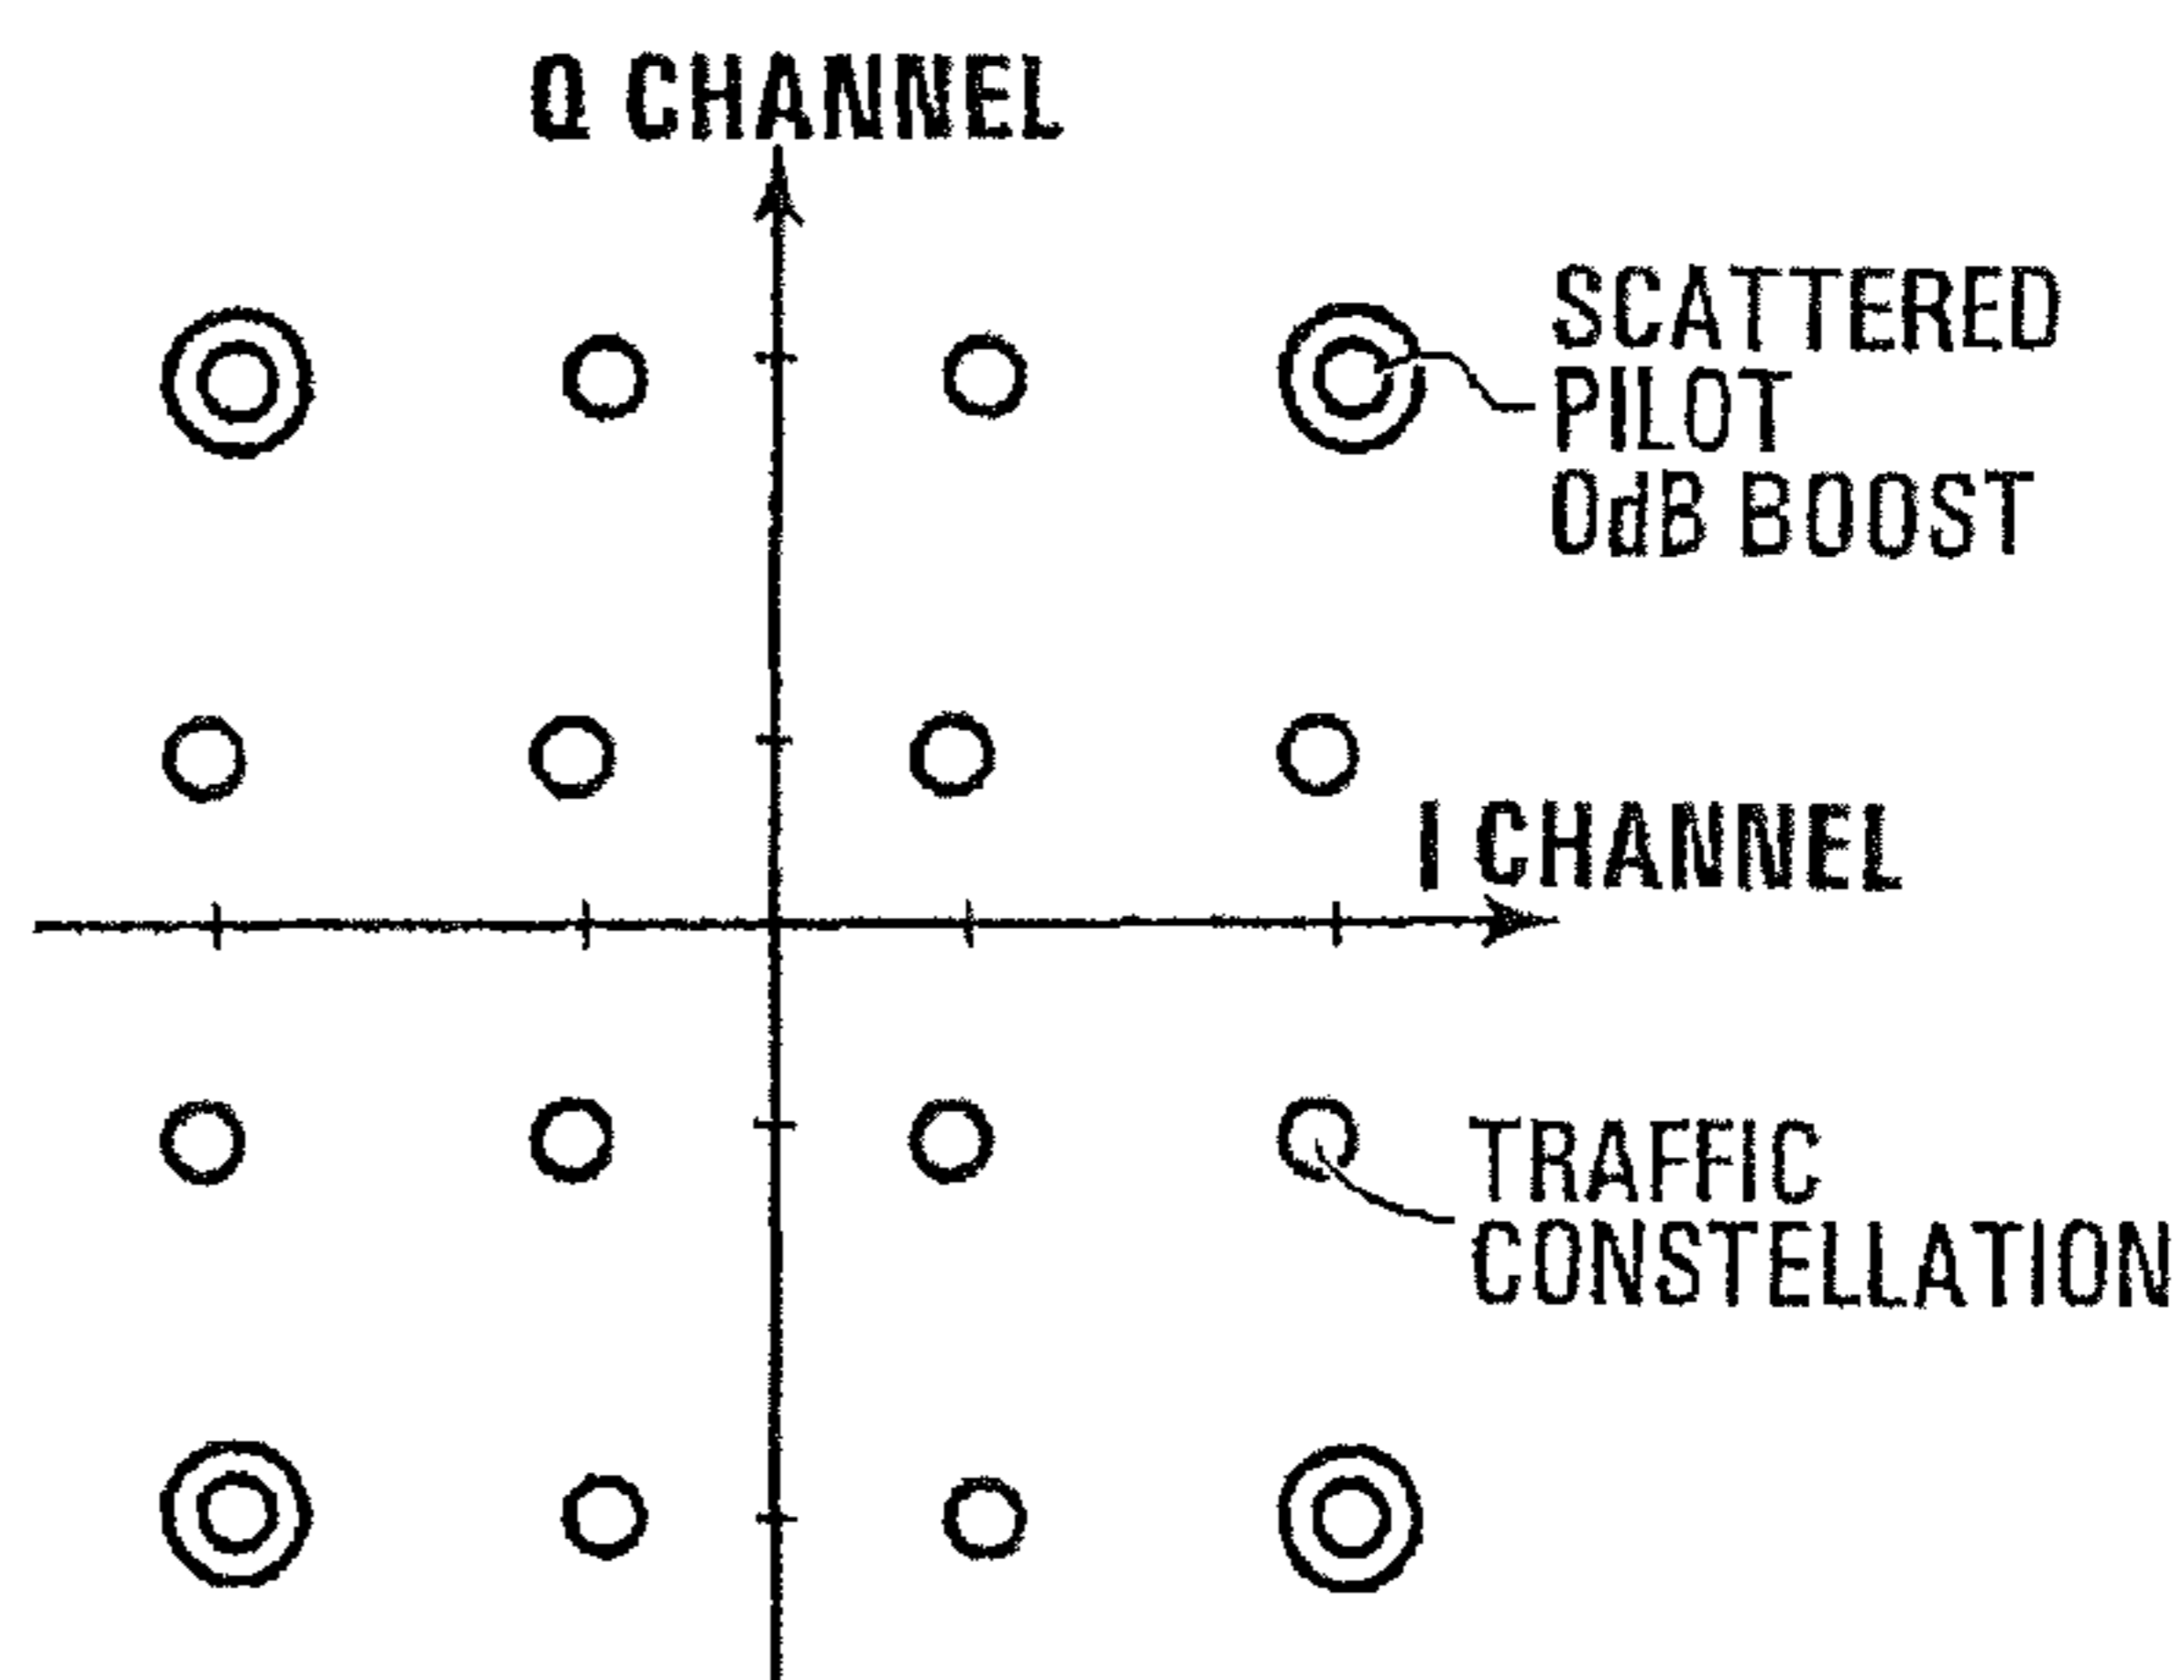 Q CHANNEL
SCATTERED
PILOT
0dB BOOST
I CHANNEL
TRAFFIC
CONSTELLATION